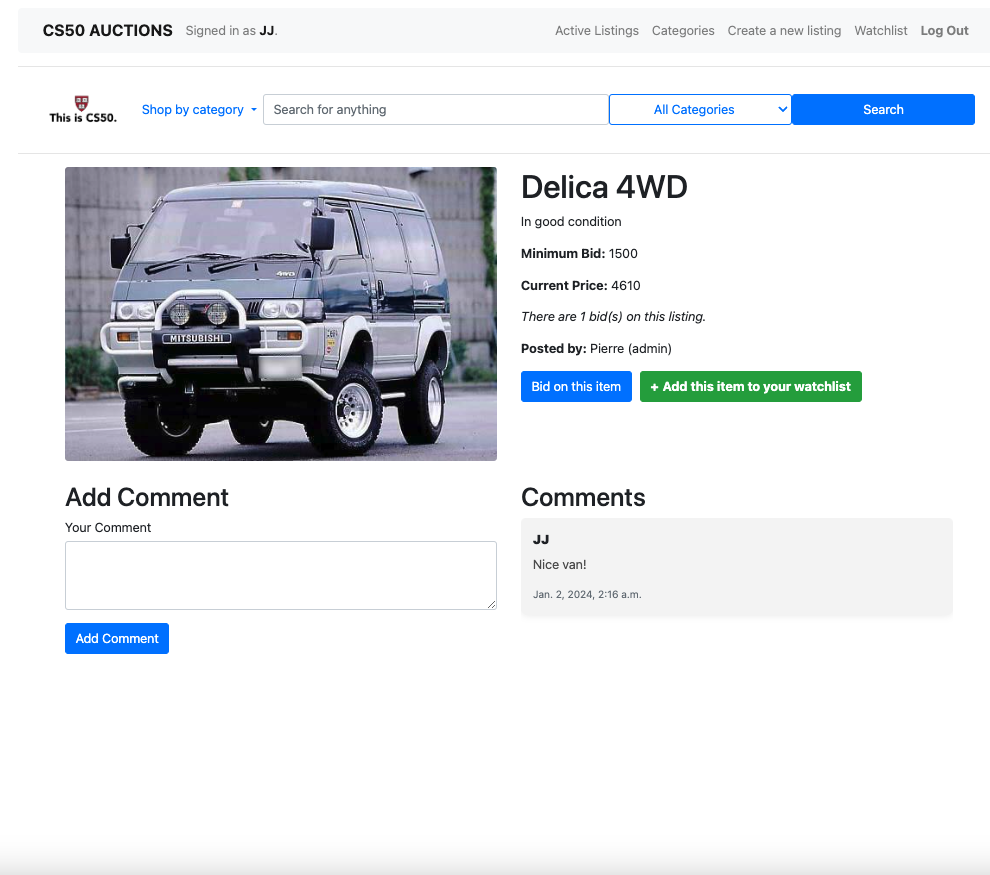 CS50 AUCTIONS Signed in as JJ. Active Listings Categories Create a new listing Watchlist Log Out
This is CS50. Shop by category Search for anything All Categories Search
Delica 4WD
In good condition
Minimum Bid: 1500
Current Price: 4610
There are 1 bid(s) on this listing.
Posted by: Pierre (admin)
Bid on this item + Add this item to your watchlist
4WD
MITSUBISHI
Add Comment
Your Comment
Add Comment
Comments
JJ
Nice van!
Jan. 2, 2024, 2:16 a.m.